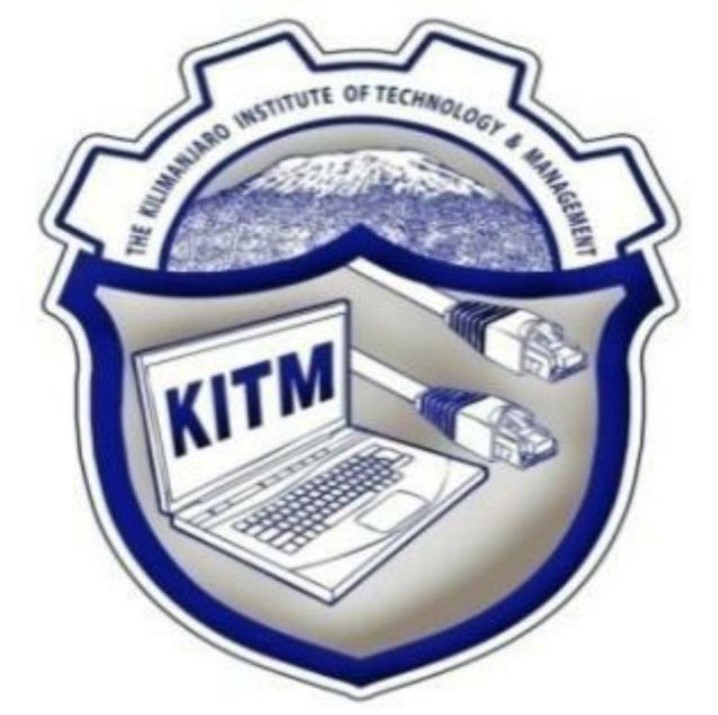 THE KILIMANJARO INSTITUTE OF TECHNOLOGY & MANAGEMENT
KITM